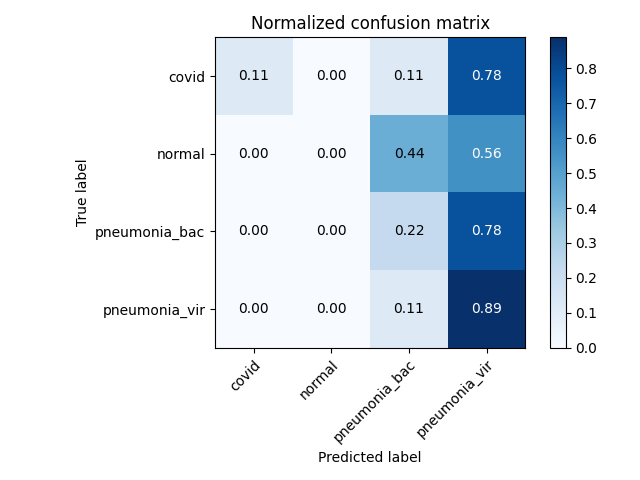 Normalized confusion matrix
covid 0.11 0.00 0.11 0.78
normal 0.00 0.00 0.44 0.56
pneumonia_bac 0.00 0.00 0.22 0.78
pneumonia_vir 0.00 0.00 0.11 0.89
True label
covid normal pneumonia_bac pneumonia_vir
Predicted label
0.8
0.7
0.6
0.5
0.4
0.3
0.2
0.1
0.0